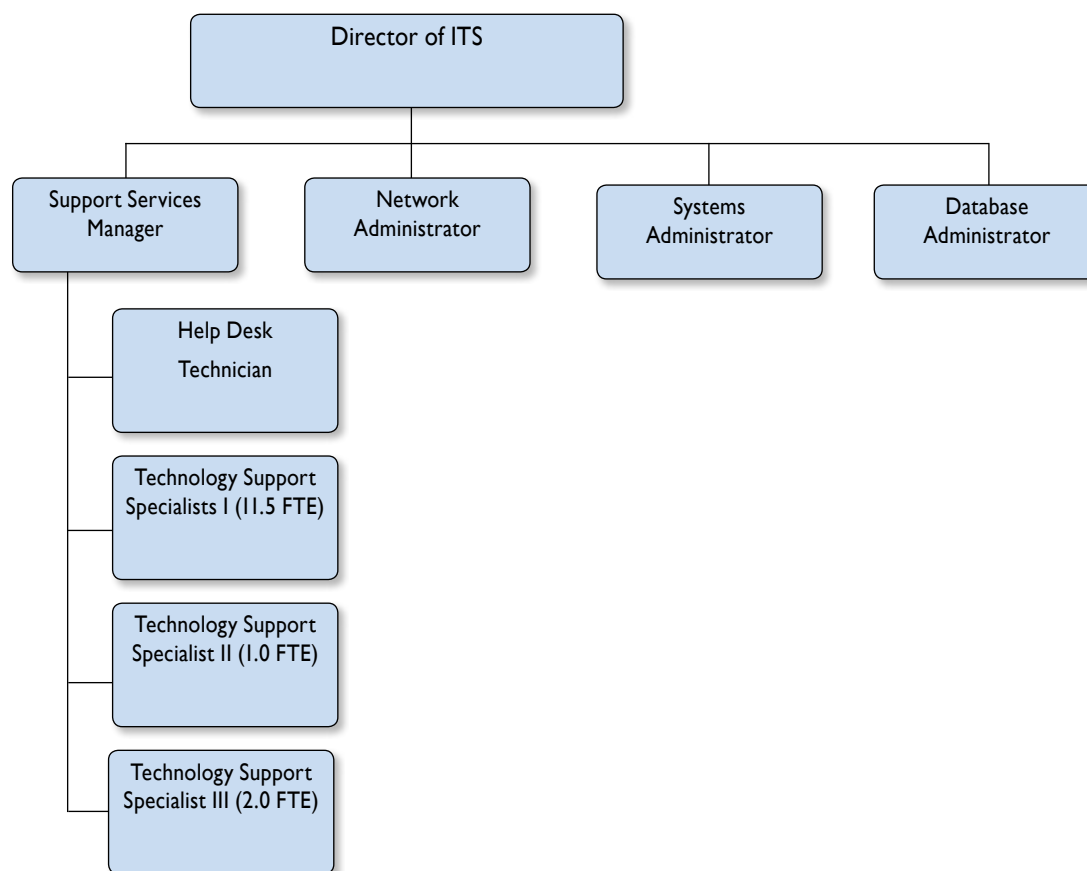 Director of ITS
Support Services
Manager
Network
Administrator
Systems
Administrator
Database
Administrator
Help Desk
Technician
Technology Support
Specialists I (11.5 FTE)
Technology Support
Specialist II (1.0 FTE)
Technology Support
Specialist III (2.0 FTE)